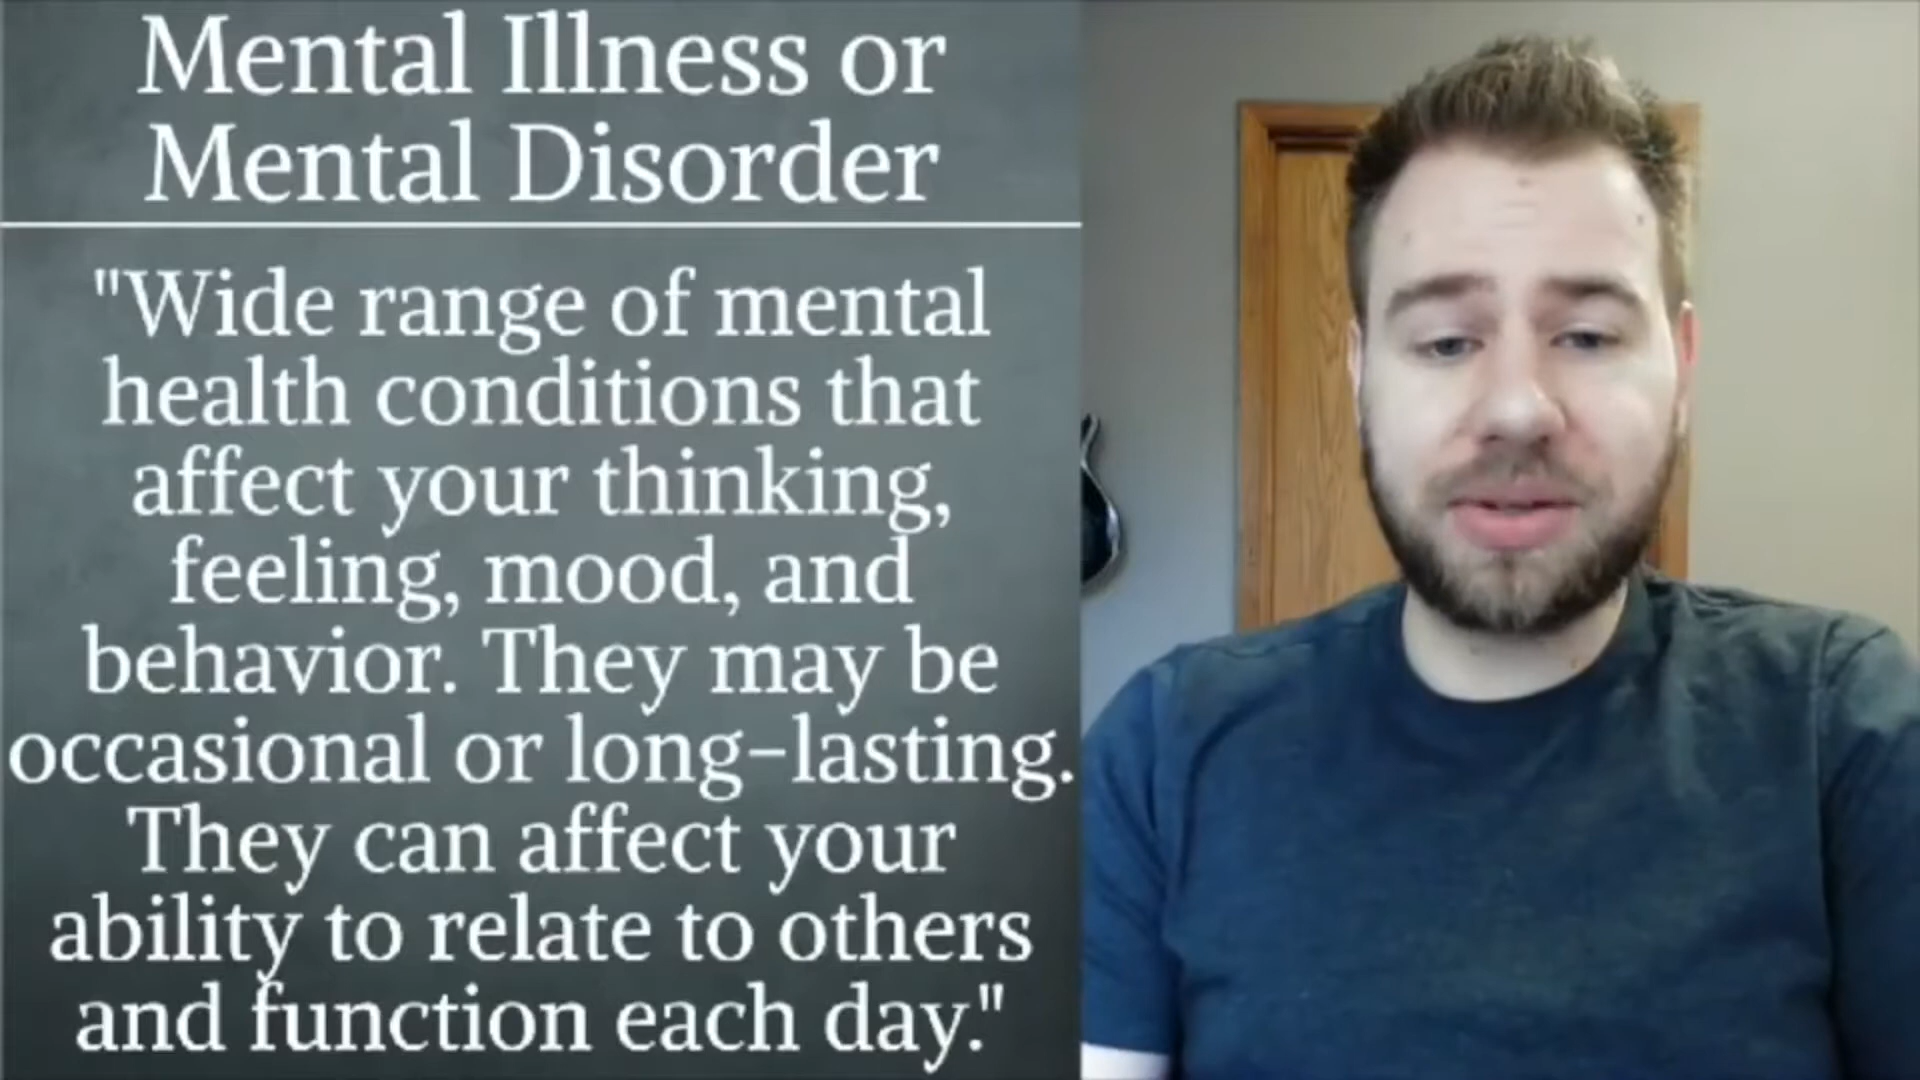 Mental Illness or
Mental Disorder
"Wide range of mental
health conditions that
affect your thinking,
feeling, mood, and
behavior. They may be
occasional or long-lasting.
They can affect your
ability to relate to others
and function each day."